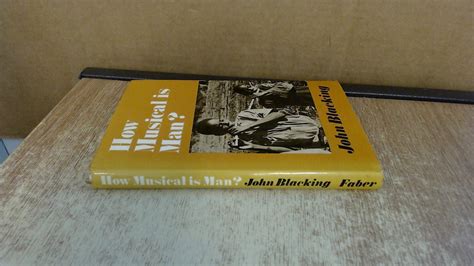 How
Musical is
Man?
John Blacking
How Musical is Man? John Blacking Faber